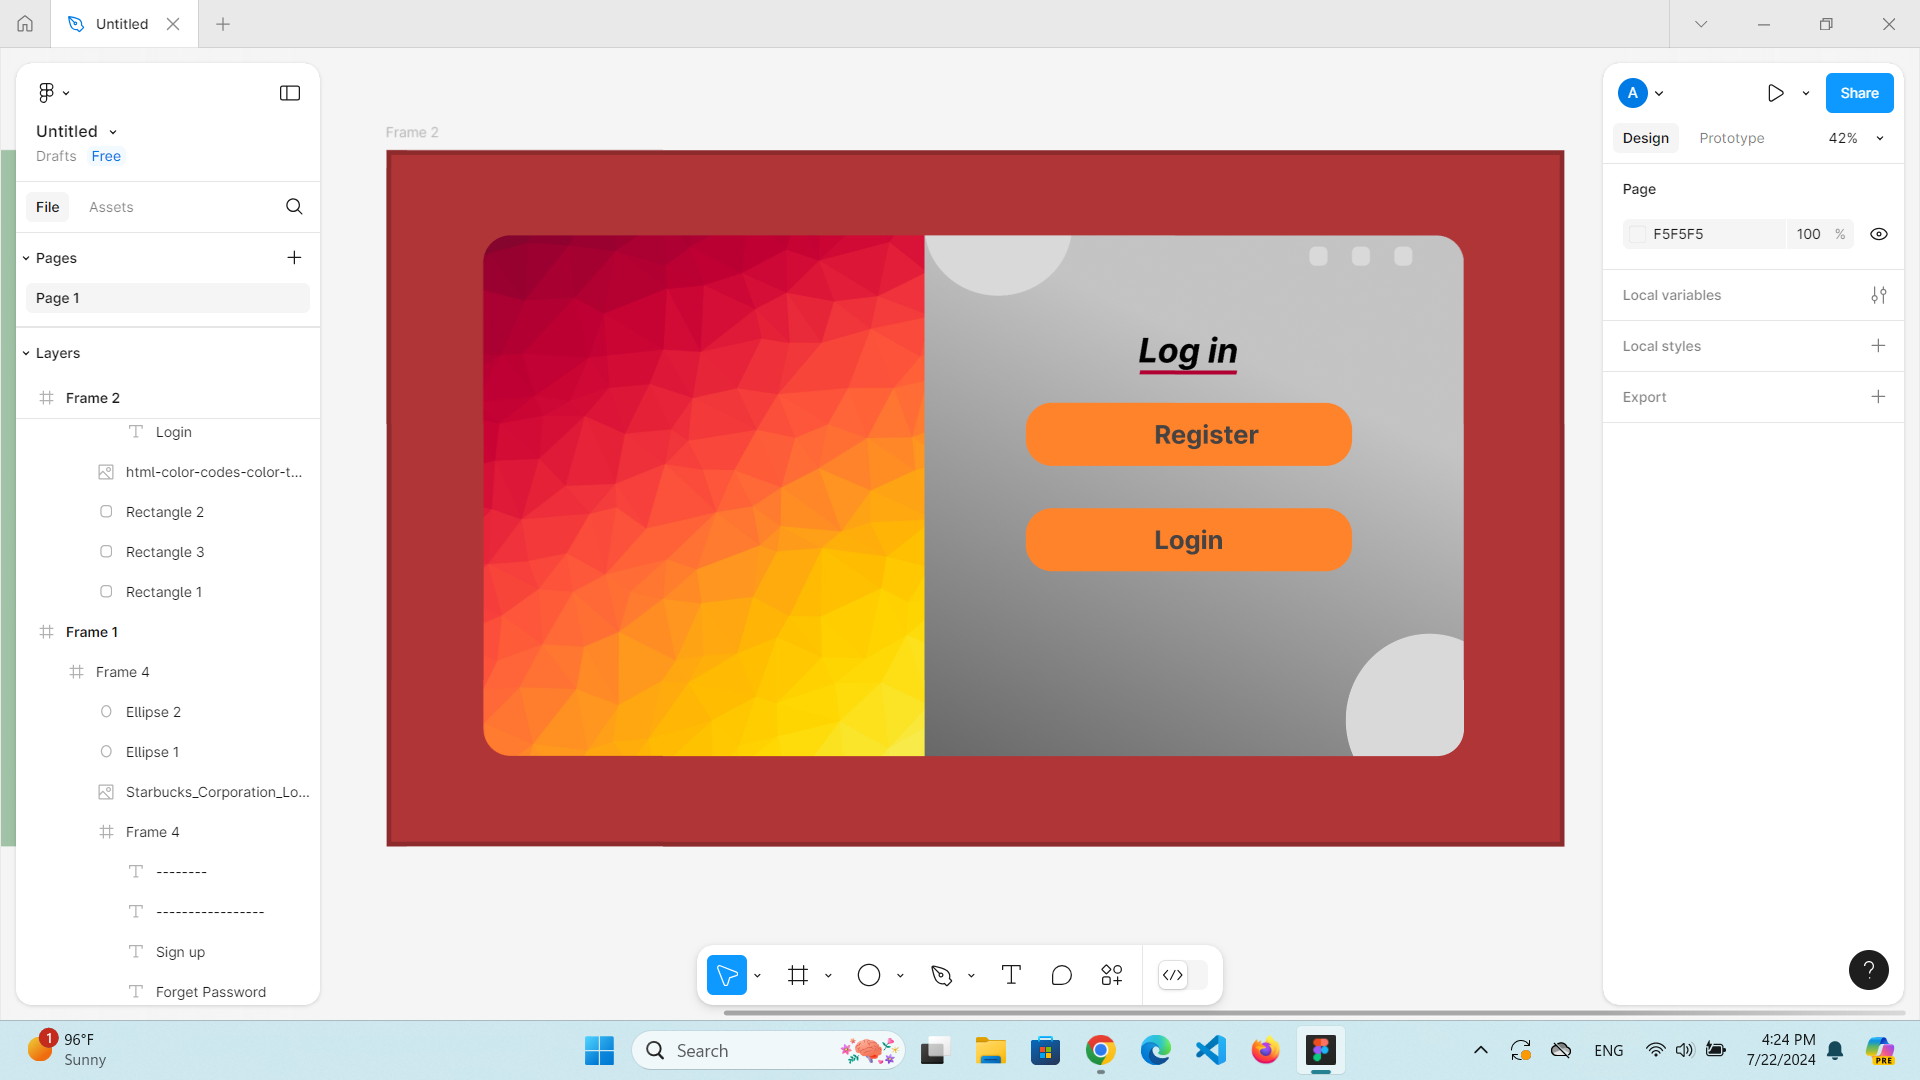 Untitled
Untitled
Drafts Free
File Assets
Pages
Page 1
Layers
Frame 2
Login
html-color-codes-color-t...
Rectangle 2
Rectangle 3
Rectangle 1
Frame 1
Frame 4
Ellipse 2
Ellipse 1
Starbucks_Corporation_Lo...
Frame 4
--------
-----------------
Sign up
Forget Password
Frame 2
Log in
Register
Login
A
Share
Design Prototype 42%
Page
F5F5F5 100 %
Local variables
Local styles
Export
?
1
96°F
Sunny
Search
ENG
4:24 PM
7/22/2024
PRE